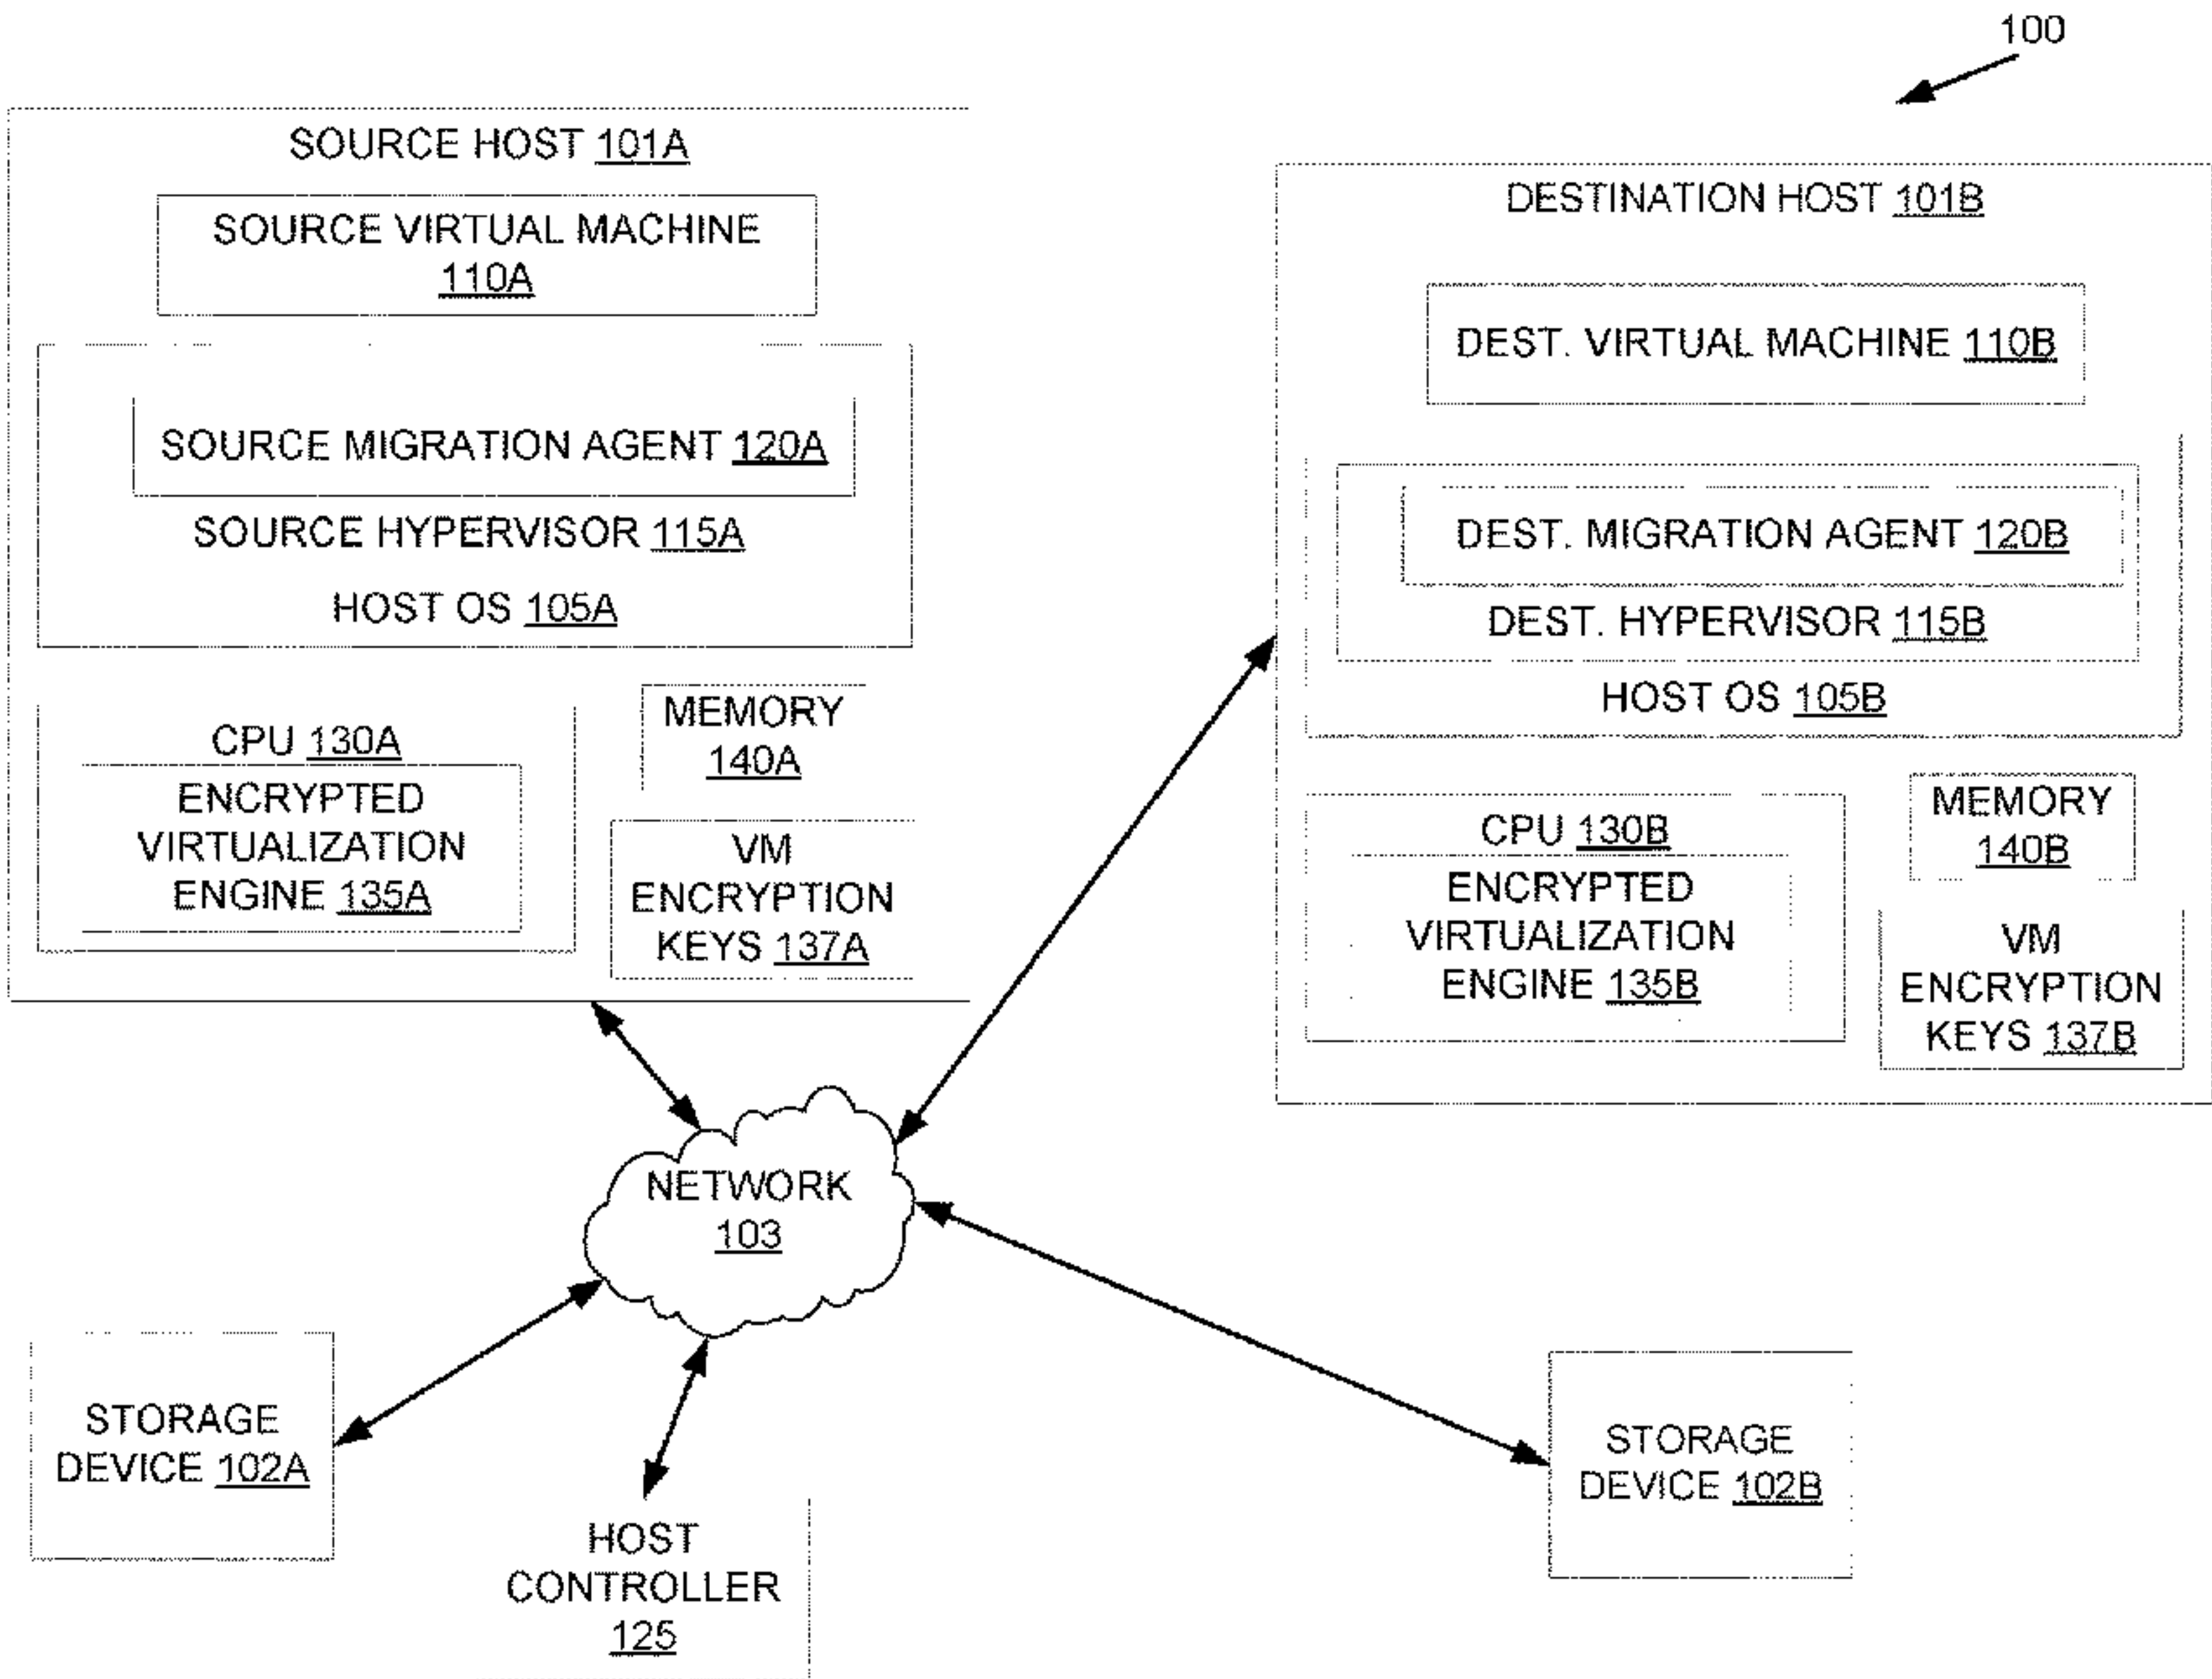 100
SOURCE HOST 101A
SOURCE VIRTUAL MACHINE
110A
SOURCE MIGRATION AGENT 120A
SOURCE HYPERVISOR 115A
HOST OS 105A
CPU 130A
ENCRYPTED
VIRTUALIZATION
ENGINE 135A
MEMORY
140A
VM
ENCRYPTION
KEYS 137A
DESTINATION HOST 101B
DEST. VIRTUAL MACHINE 110B
DEST. MIGRATION AGENT 120B
DEST. HYPERVISOR 115B
HOST OS 105B
CPU 130B
ENCRYPTED
VIRTUALIZATION
ENGINE 135B
MEMORY
140B
VM
ENCRYPTION
KEYS 137B
NETWORK
103
STORAGE
DEVICE 102A
HOST
CONTROLLER
125
STORAGE
DEVICE 102B